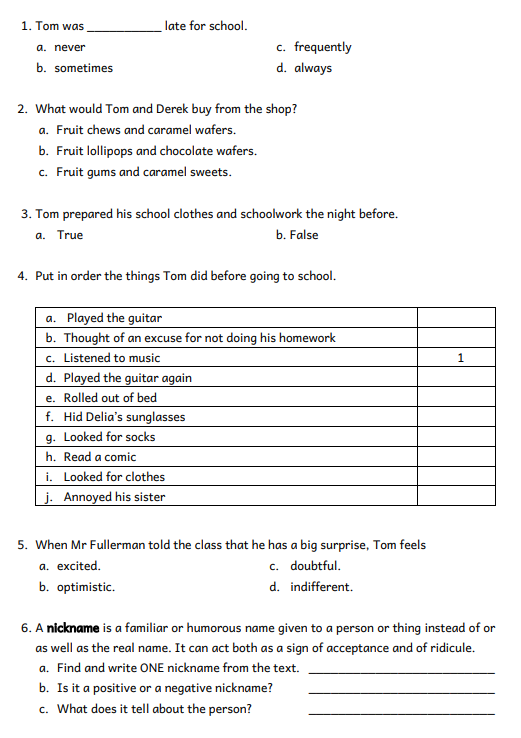 1. Tom was ___________ late for school.
a. never c. frequently
b. sometimes d. always
2. What would Tom and Derek buy from the shop?
a. Fruit chews and caramel wafers.
b. Fruit lollipops and chocolate wafers.
c. Fruit gums and caramel sweets.
3. Tom prepared his school clothes and schoolwork the night before.
a. True b. False
4. Put in order the things Tom did before going to school.
a. Played the guitar
b. Thought of an excuse for not doing his homework
c. Listened to music 1
d. Played the guitar again
e. Rolled out of bed
f. Hid Delia's sunglasses
g. Looked for socks
h. Read a comic
i. Looked for clothes
j. Annoyed his sister
5. When Mr Fullerman told the class that he has a big surprise, Tom feels
a. excited. c. doubtful.
b. optimistic. d. indifferent.
6. A nickname is a familiar or humorous name given to a person or thing instead of or
as well as the real name. It can act both as a sign of acceptance and of ridicule.
a. Find and write ONE nickname from the text. ___________________________
b. Is it a positive or a negative nickname? ___________________________
c. What does it tell about the person? ___________________________